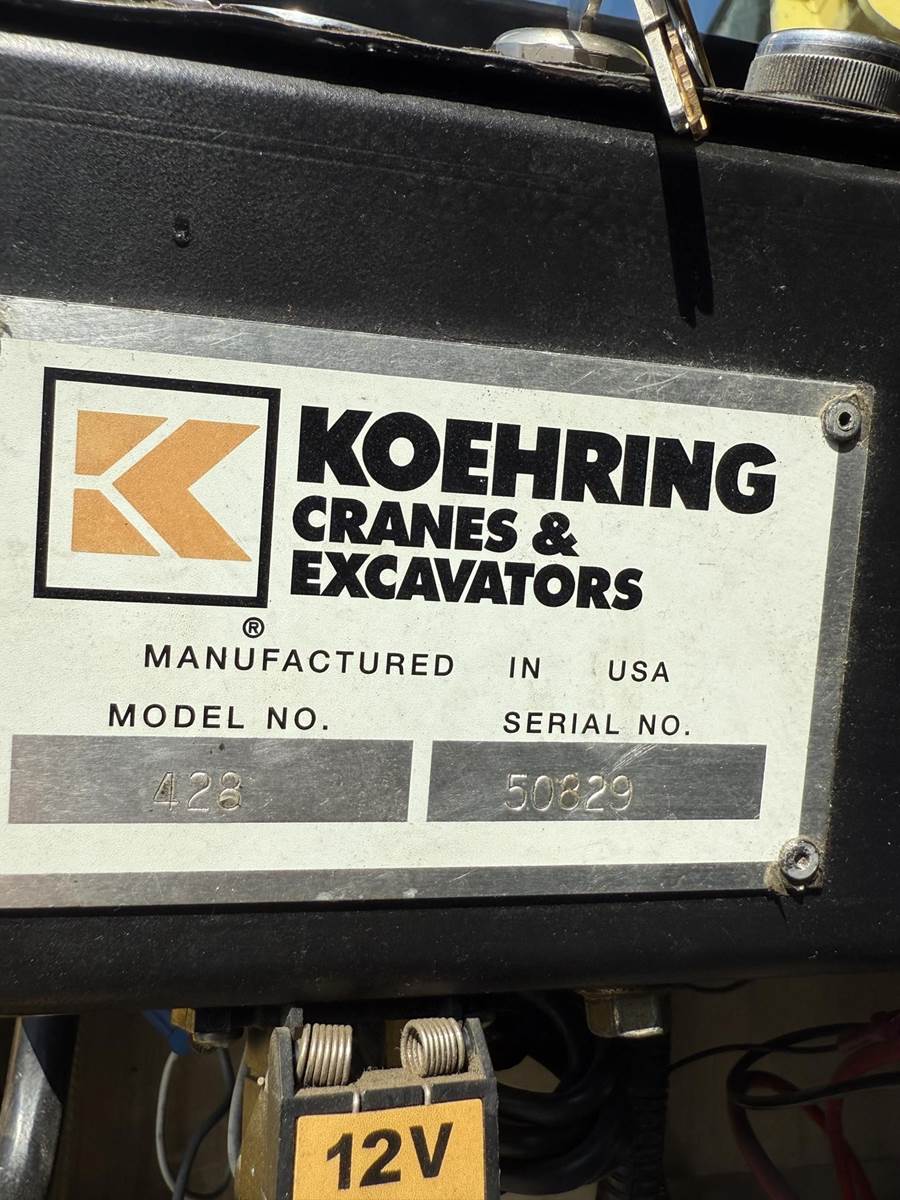 KOEHRING
CRANES &
EXCAVATORS
®
MANUFACTURED IN USA
MODEL NO. SERIAL NO.
428 50829
12V